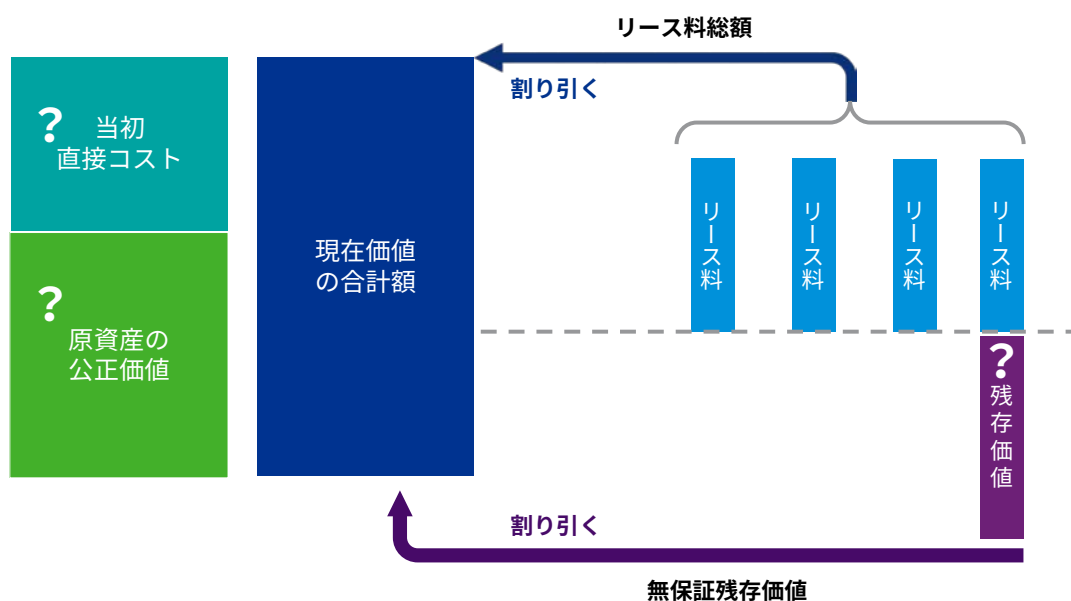 リース料総額
割り引く
?
当初
直接コスト
?
原資産の
公正価値
現在価値
の合計額
リース料
リース料
リース料
リース料
?
残存価値
割り引く
無保証残存価値